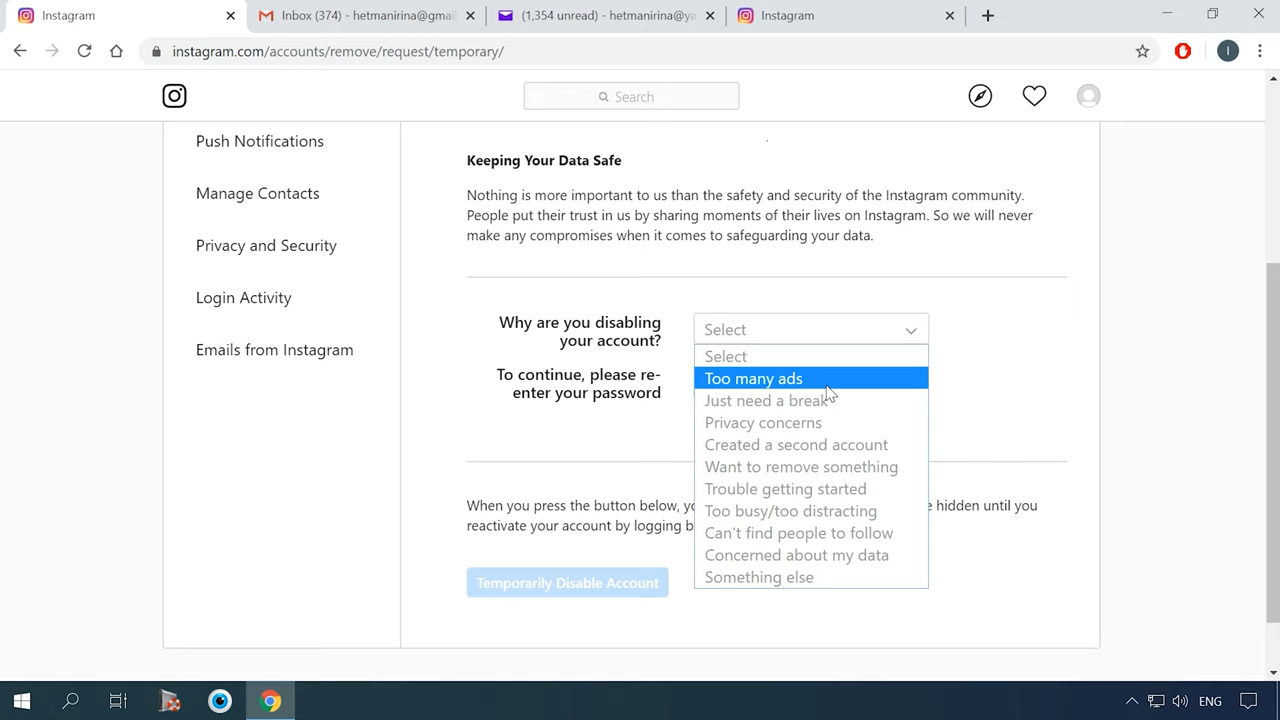 Instagram
Inbox (374) - hetmanirina@gmail
(1,354 unread) - hetmanirina@ya
Instagram
instagram.com/accounts/remove/request/temporary/
I
Search
Push Notifications
Manage Contacts
Privacy and Security
Login Activity
Emails from Instagram
Keeping Your Data Safe
Nothing is more important to us than the safety and security of the Instagram community.
People put their trust in us by sharing moments of their lives on Instagram. So we will never
make any compromises when it comes to safeguarding your data.
Why are you disabling
your account?
Select
Select
Too many ads
Just need a break
Privacy concerns
Created a second account
Want to remove something
Trouble getting started
Too busy/too distracting
Can't find people to follow
Concerned about my data
Something else
To continue, please re-
enter your password
When you press the button below, yo e hidden until you
reactivate your account by logging b
Temporarily Disable Account
ENG